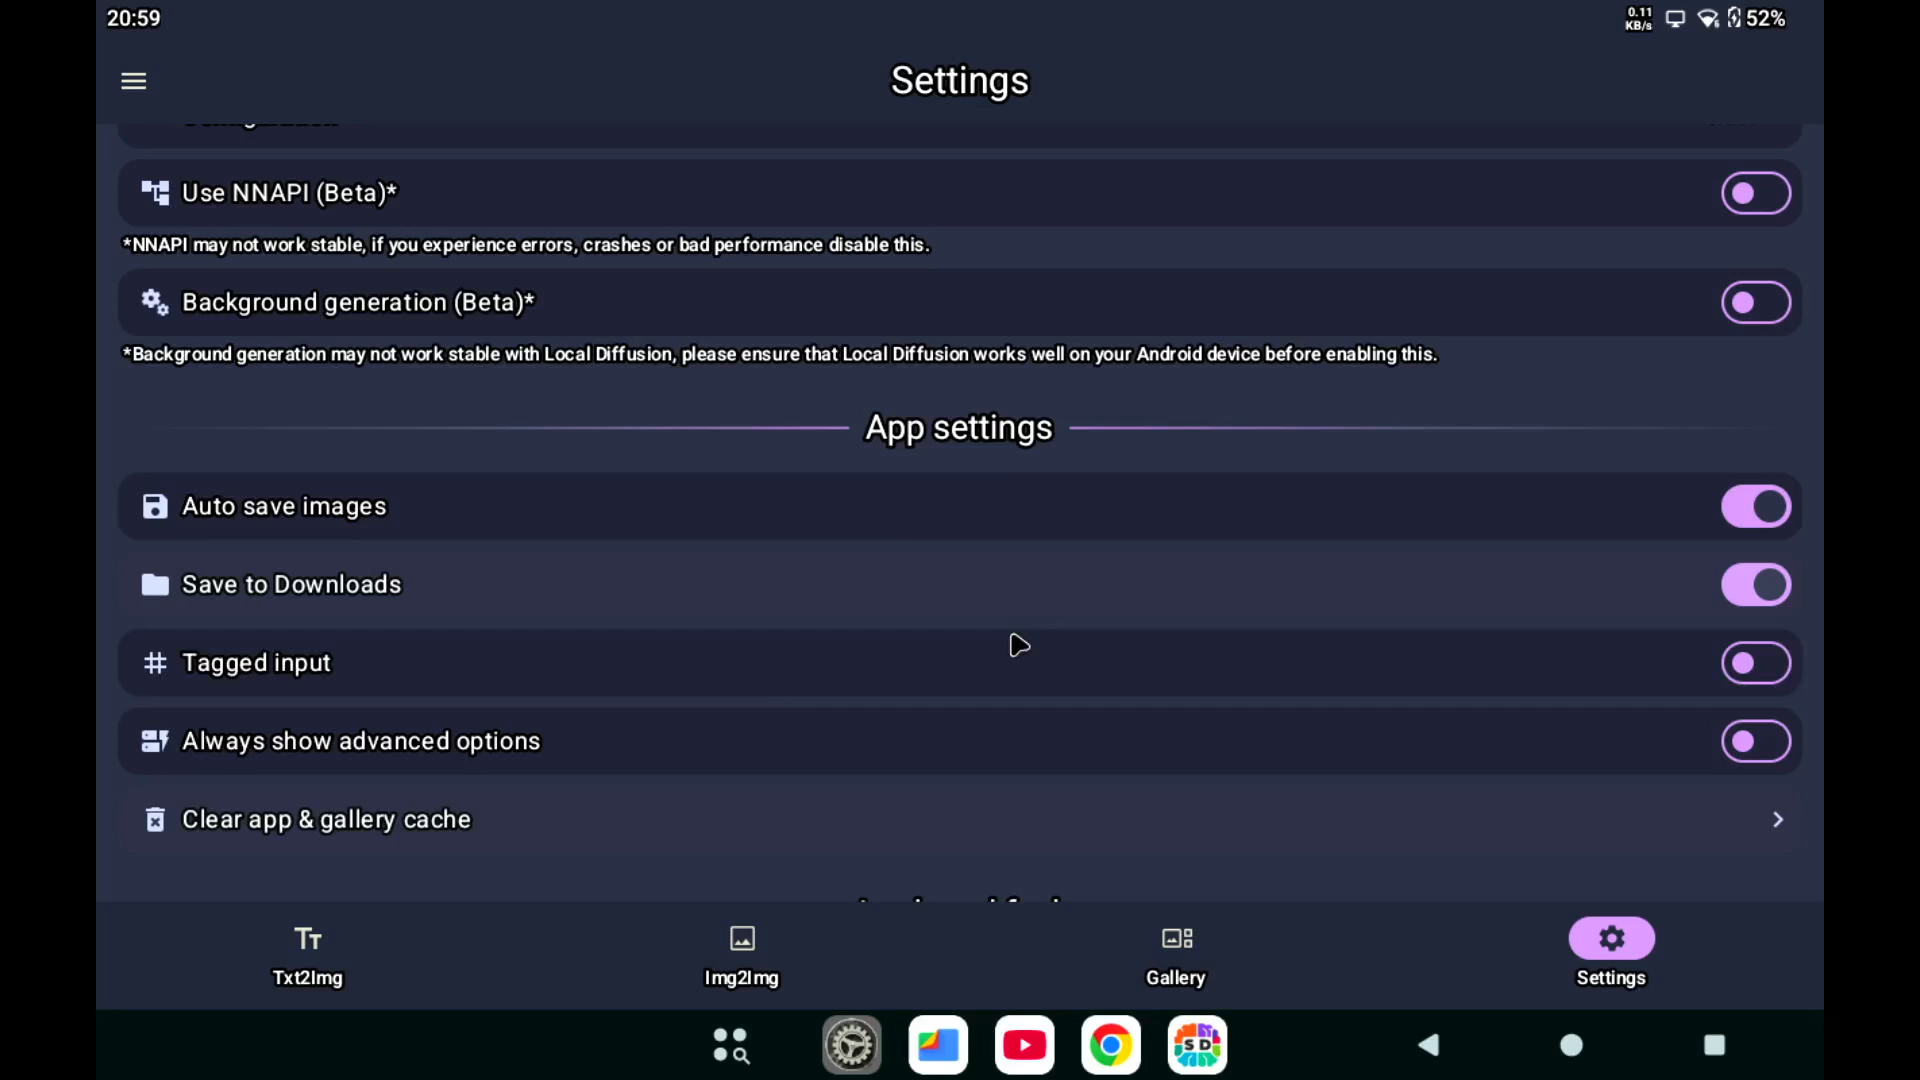 20:59
0.11
KB/s
52%
Settings
Use NNAPI (Beta)*
*NNAPI may not work stable, if you experience errors, crashes or bad performance disable this.
Background generation (Beta)*
*Background generation may not work stable with Local Diffusion, please ensure that Local Diffusion works well on your Android device before enabling this.
App settings
Auto save images
Save to Downloads
Tagged input
Always show advanced options
Clear app & gallery cache
Txt2Img
Img2Img
Gallery
Settings
SD